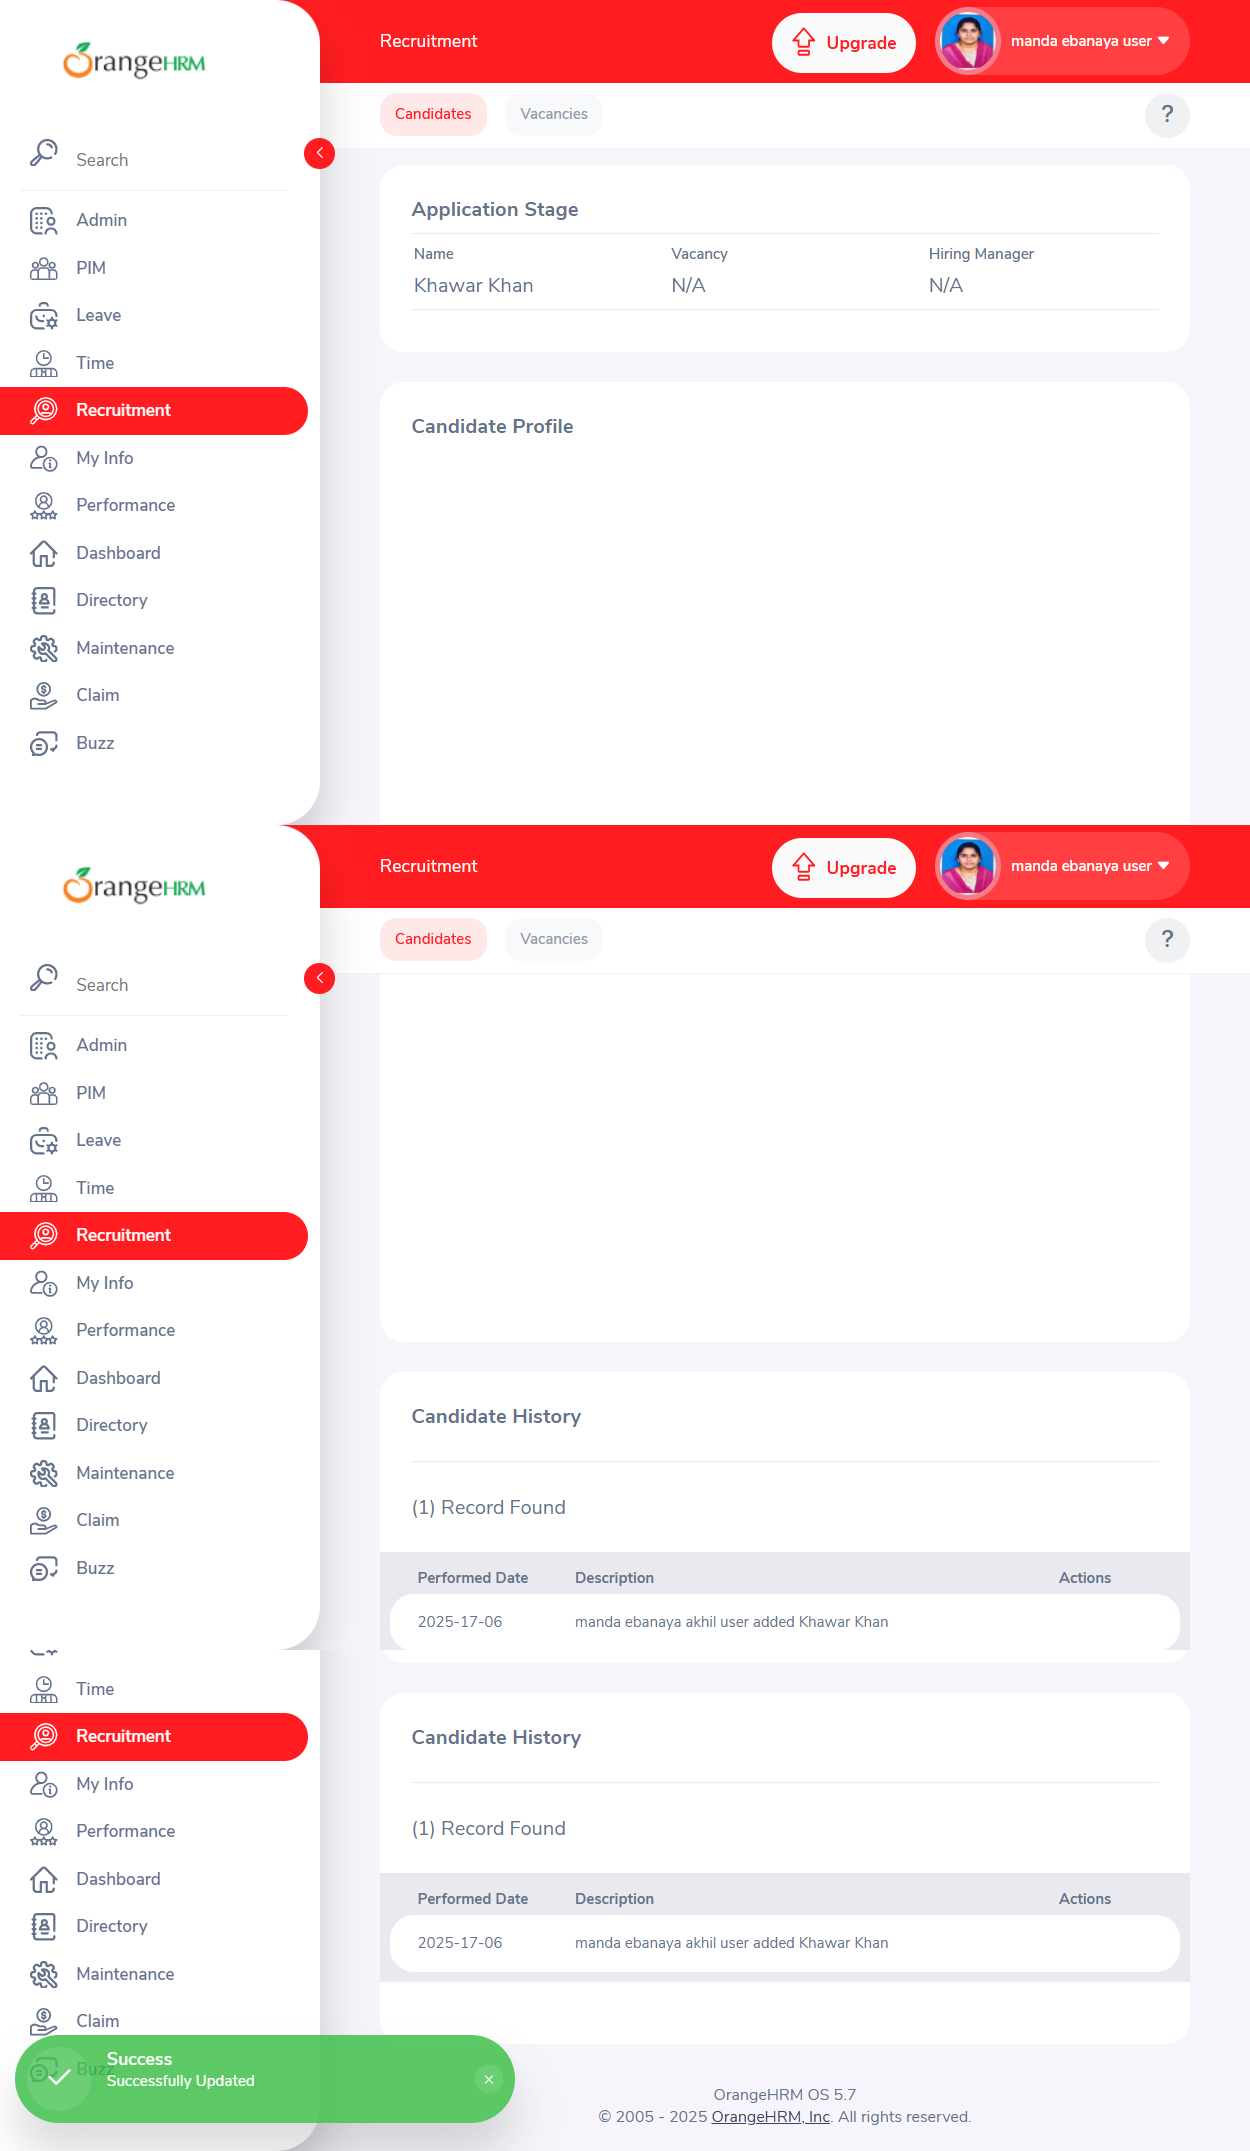 OrangeHRM
Search
Admin
PIM
Leave
Time
Recruitment
My Info
Performance
Dashboard
Directory
Maintenance
Claim
Buzz
Recruitment
Upgrade
manda ebanaya user
Candidates
Vacancies
?
Application Stage
Name
Vacancy
Hiring Manager
Khawar Khan
N/A
N/A
Candidate Profile
OrangeHRM
Search
Admin
PIM
Leave
Time
Recruitment
My Info
Performance
Dashboard
Directory
Maintenance
Claim
Buzz
Recruitment
Upgrade
manda ebanaya user
Candidates
Vacancies
?
Candidate History
(1) Record Found
Performed Date
Description
Actions
2025-17-06
manda ebanaya akhil user added Khawar Khan
Time
Recruitment
My Info
Performance
Dashboard
Directory
Maintenance
Claim
Buzz
Candidate History
(1) Record Found
Performed Date
Description
Actions
2025-17-06
manda ebanaya akhil user added Khawar Khan
Success
Successfully Updated
OrangeHRM OS 5.7
© 2005 - 2025 OrangeHRM, Inc. All rights reserved.